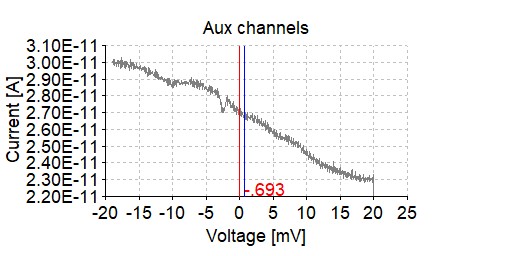 Aux channels
3.10E-11
3.00E-11
2.90E-11
2.80E-11
2.70E-11
2.60E-11
2.50E-11
2.40E-11
2.30E-11
2.20E-11
Current [A]
-.693
-20 -15 -10 -5 0 5 10 15 20 25
Voltage [mV]